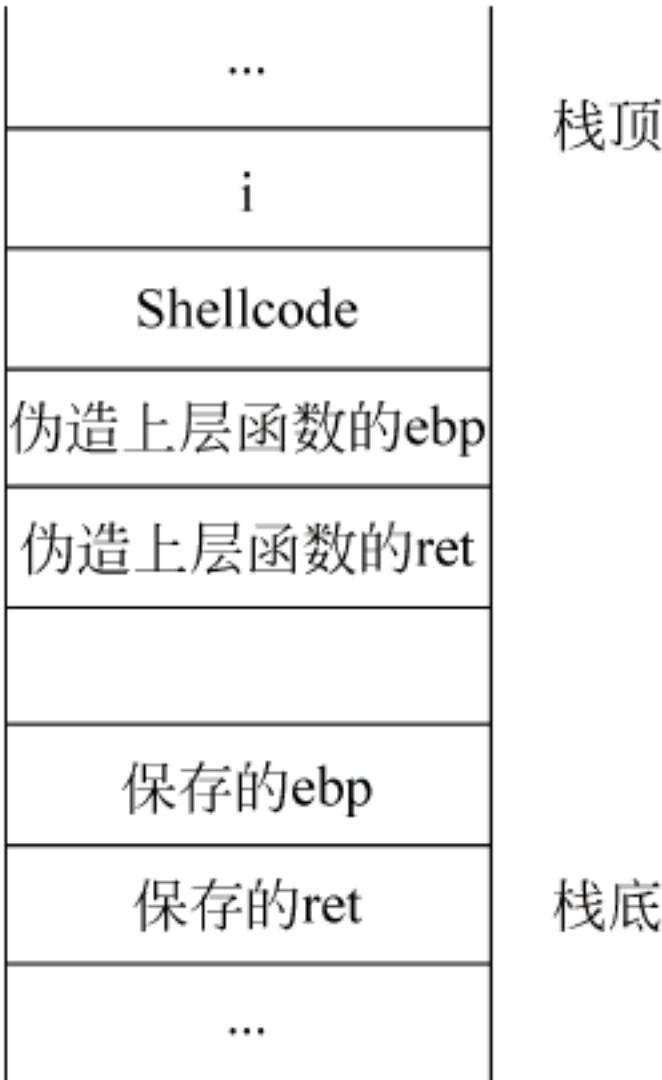 ...
栈顶
i
Shellcode
伪造上层函数的ebp
伪造上层函数的ret
保存的ebp
保存的ret
栈底
...